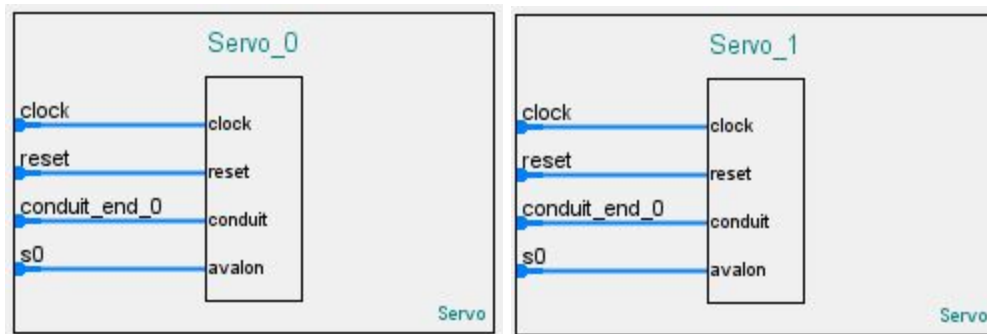 Servo_0
clock
clock
reset
reset
conduit_end_0
conduit
s0
avalon
Servo
Servo_1
clock
clock
reset
reset
conduit_end_0
conduit
s0
avalon
Servo